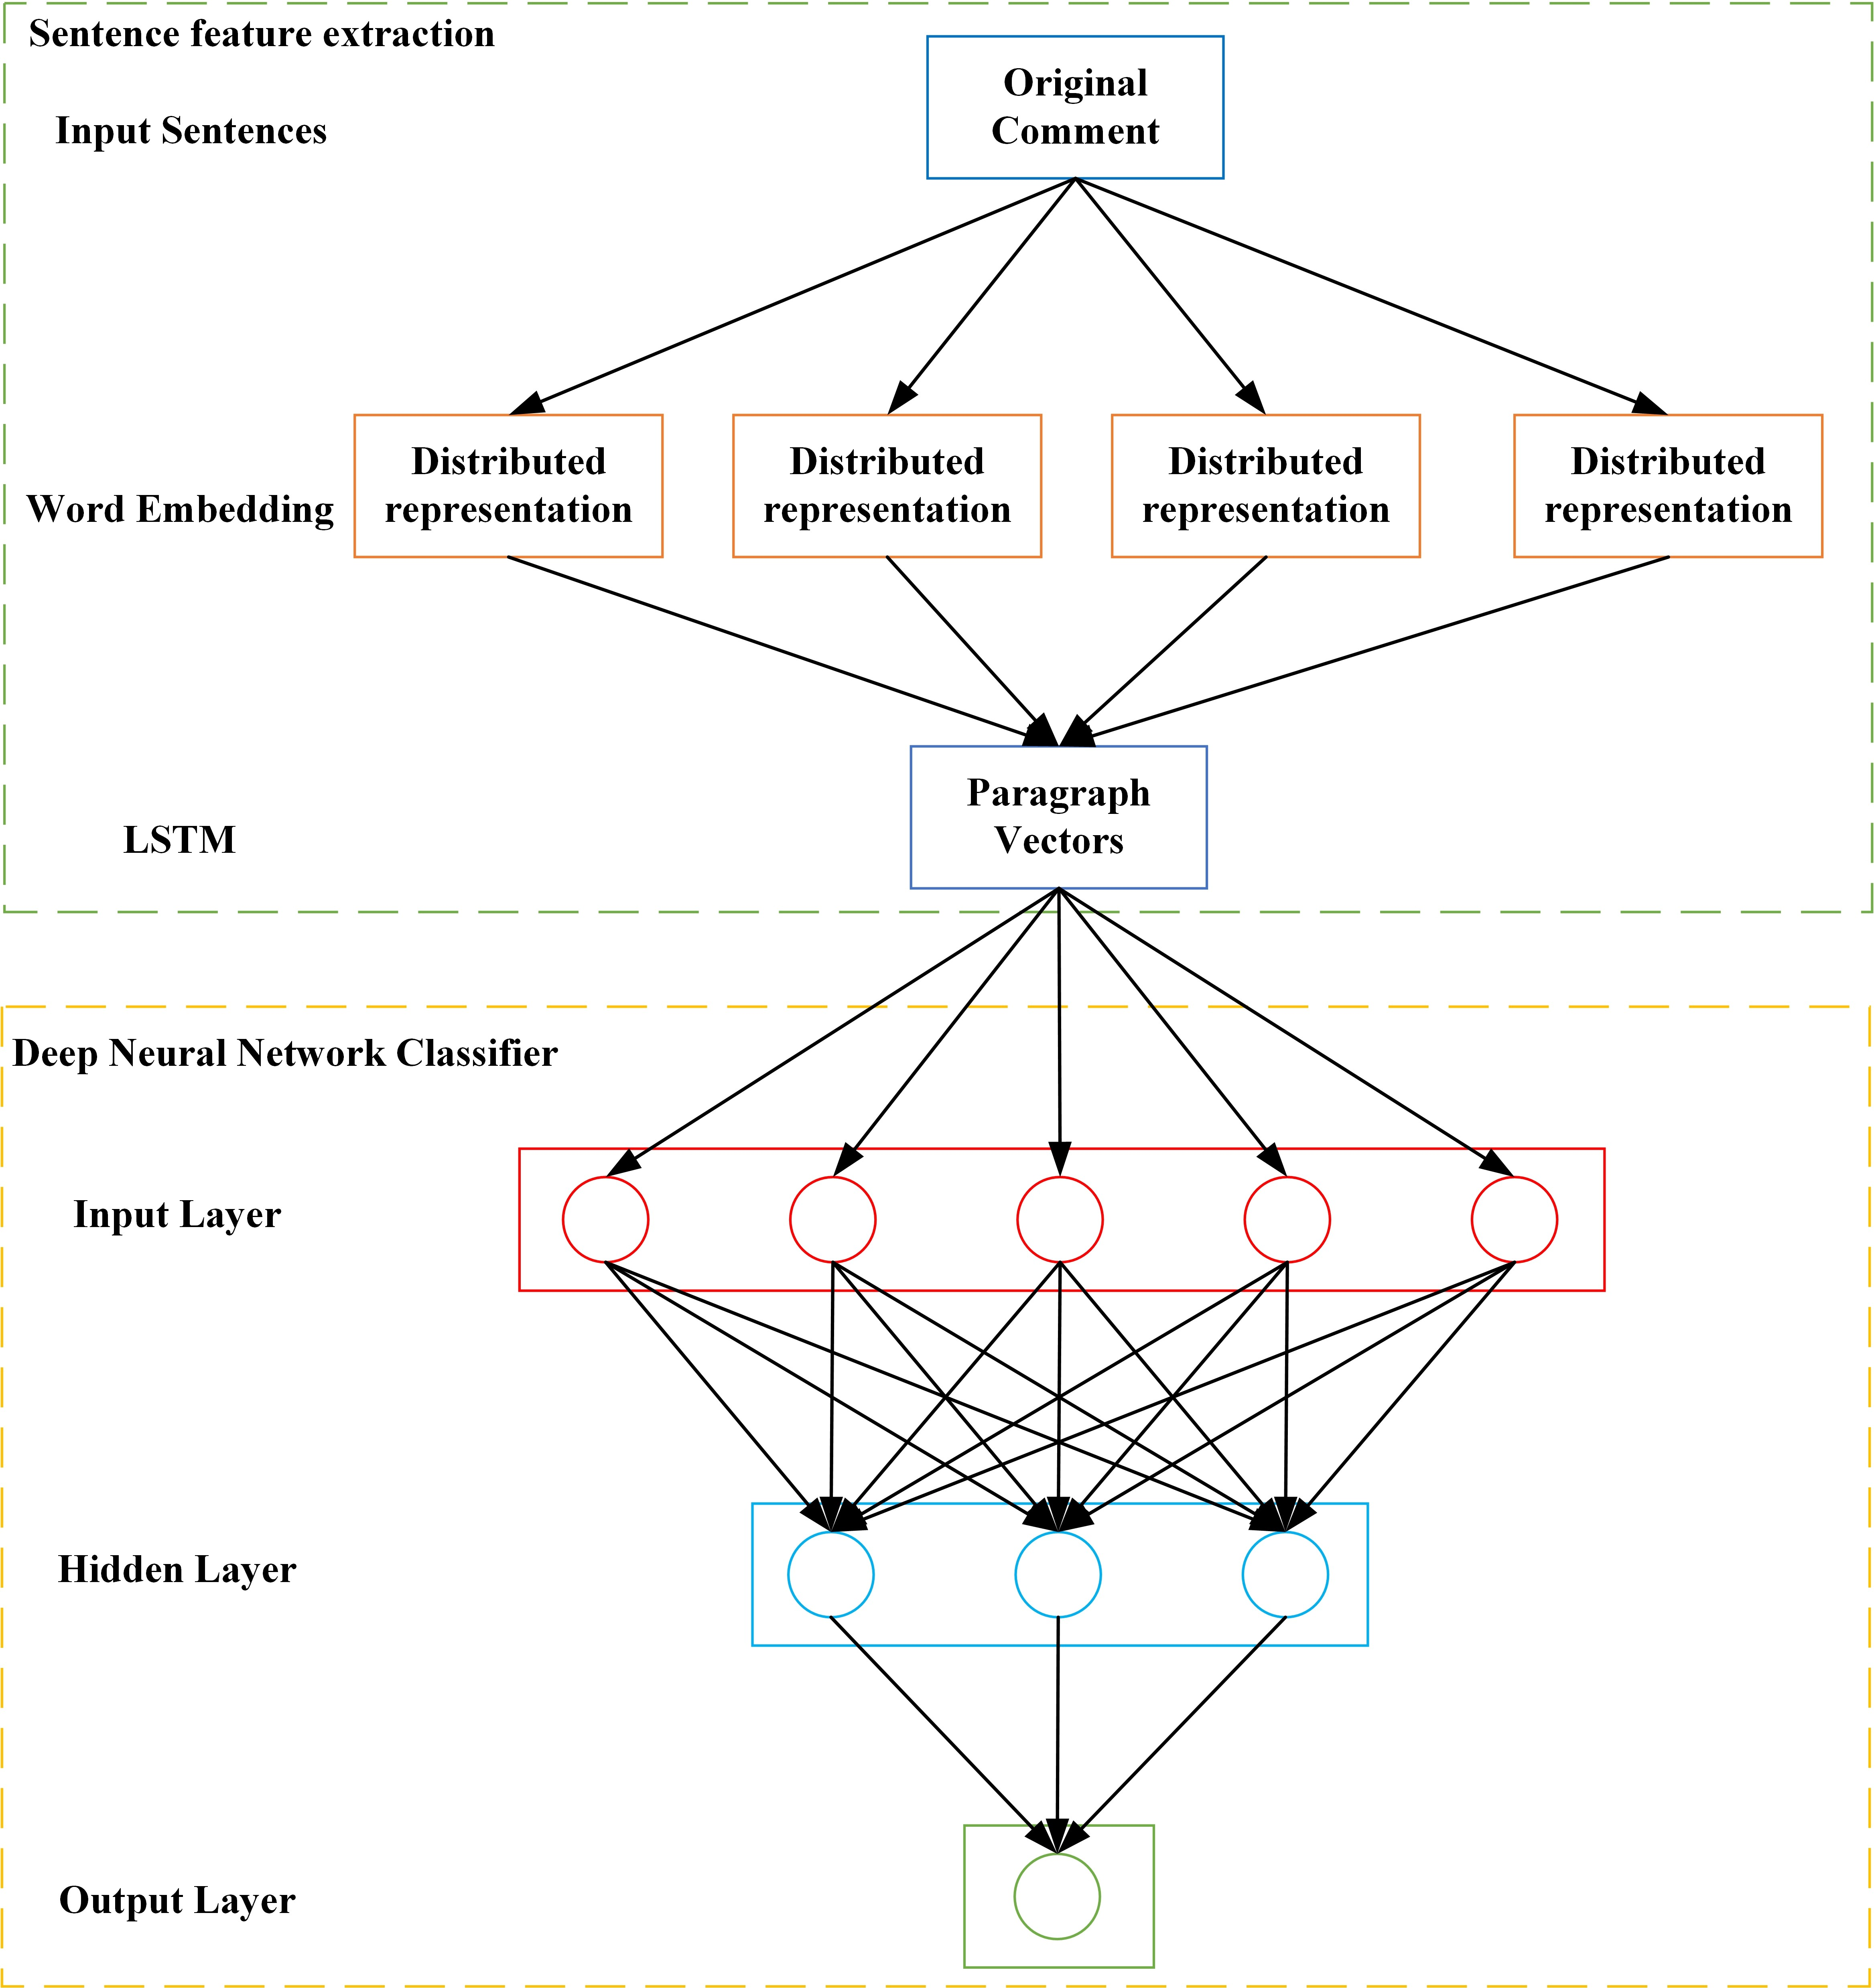 Sentence feature extraction
Original
Comment
Input Sentences
Distributed
representation
Distributed
representation
Distributed
representation
Distributed
representation
Word Embedding
Paragraph
Vectors
LSTM
Deep Neural Network Classifier
Input Layer
Hidden Layer
Output Layer